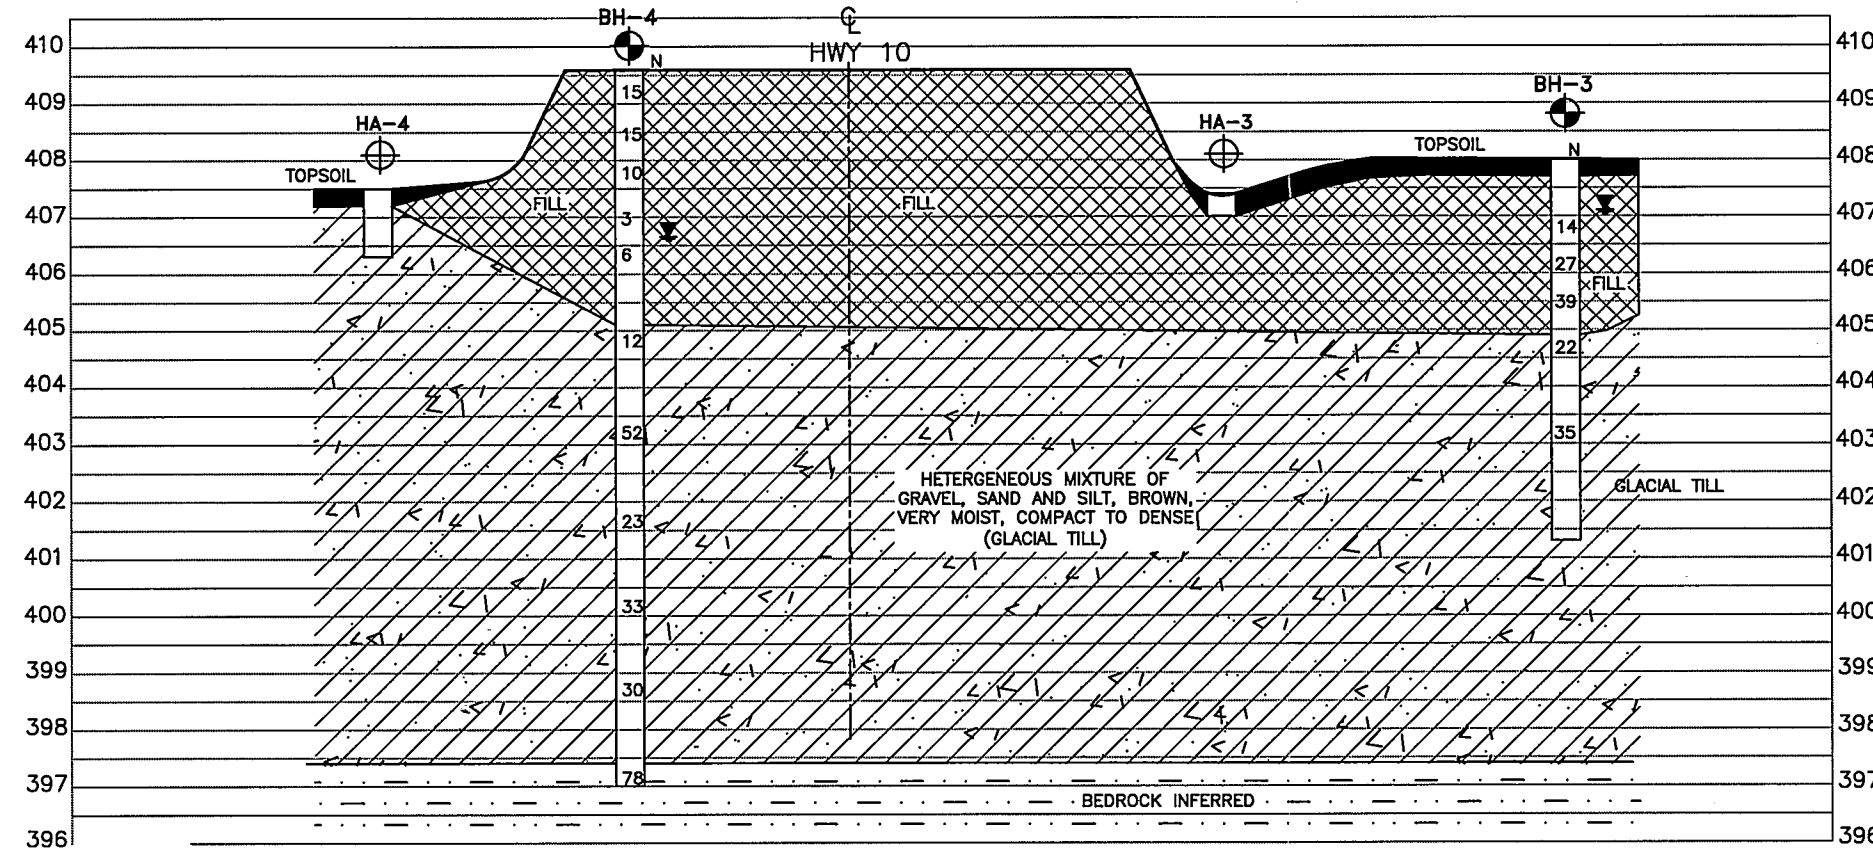 BH-4
℄
410
N
HWY 10
410
BH-3
409
15
409
HA-4
HA-3
15
TOPSOIL
N
408
10
408
TOPSOIL
FILL
FILL
407
3
407
14
6
27
406
406
FILL
39
405
405
12
22
404
404
403
52
35
403
HETERGENEOUS MIXTURE OF
GRAVEL, SAND AND SILT, BROWN,
VERY MOIST, COMPACT TO DENSE
(GLACIAL TILL)
GLACIAL TILL
402
402
23
401
401
33
400
400
399
399
30
398
398
78
397
397
BEDROCK INFERRED
396
396